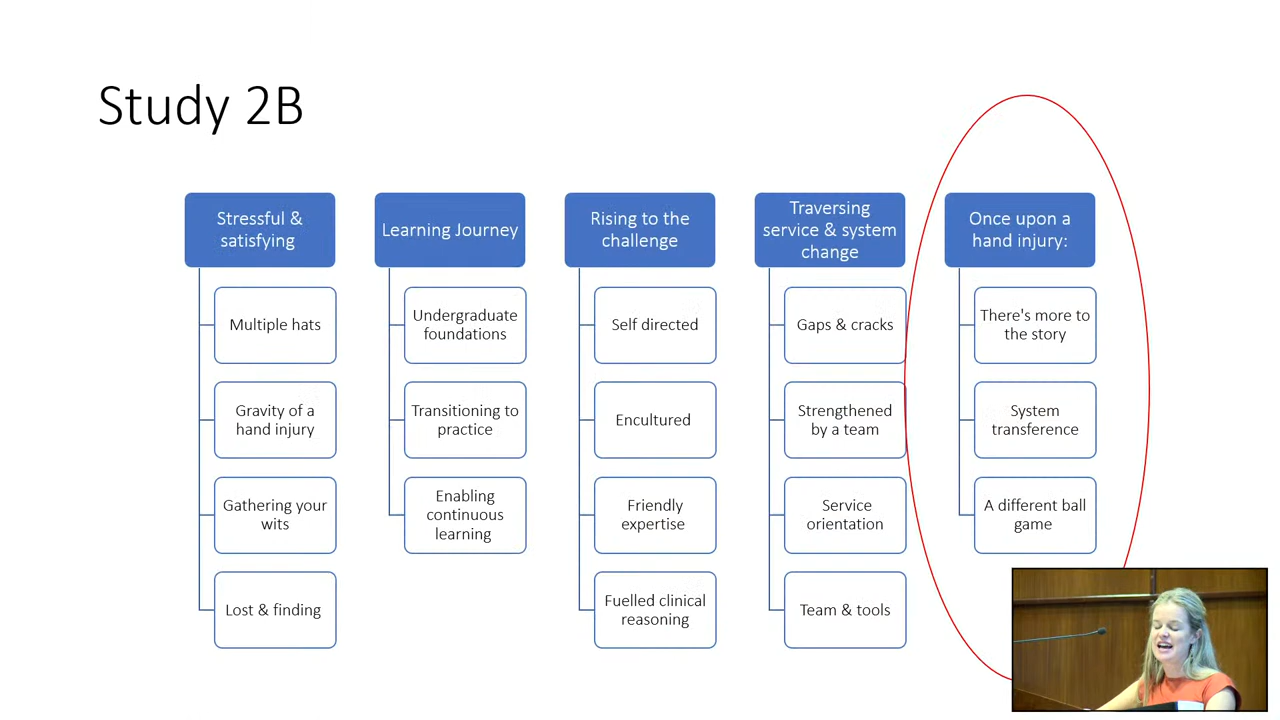 Study 2B
Stressful &
satisfying
Multiple hats
Gravity of a
hand injury
Gathering your
wits
Lost & finding
Learning Journey
Undergraduate
foundations
Transitioning to
practice
Enabling
continuous
learning
Rising to the
challenge
Self directed
Encultured
Friendly
expertise
Fuelled clinical
reasoning
Traversing
service & system
change
Gaps & cracks
Strengthened
by a team
Service
orientation
Team & tools
Once upon a
hand injury:
There's more to
the story
System
transference
A different ball
game